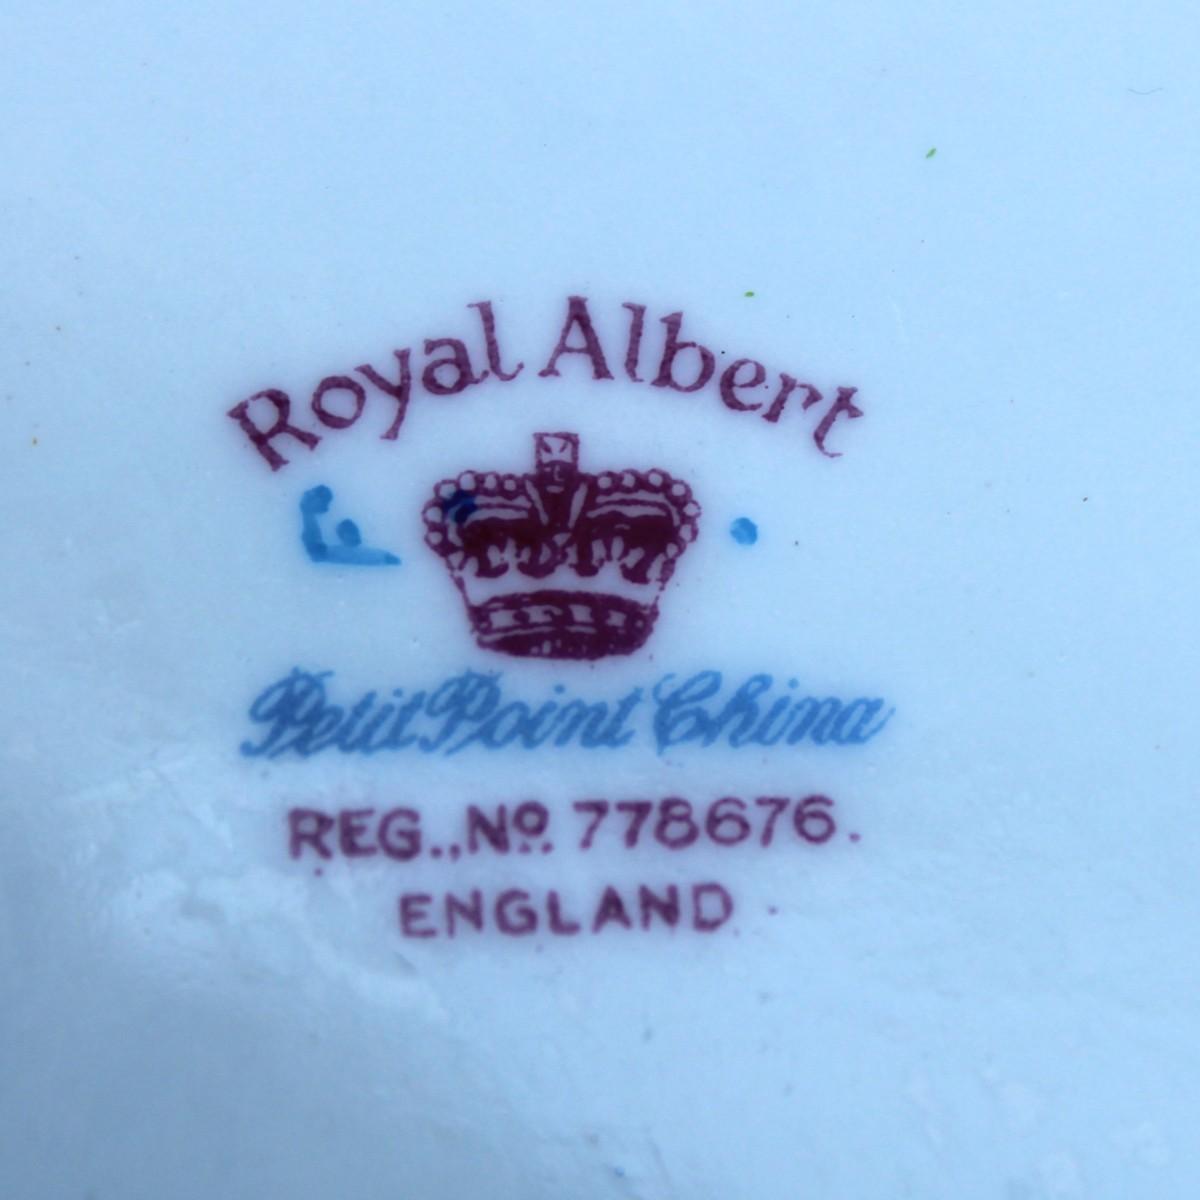 Royal Albert
Petit Point China
REG., Nº. 778676.
ENGLAND